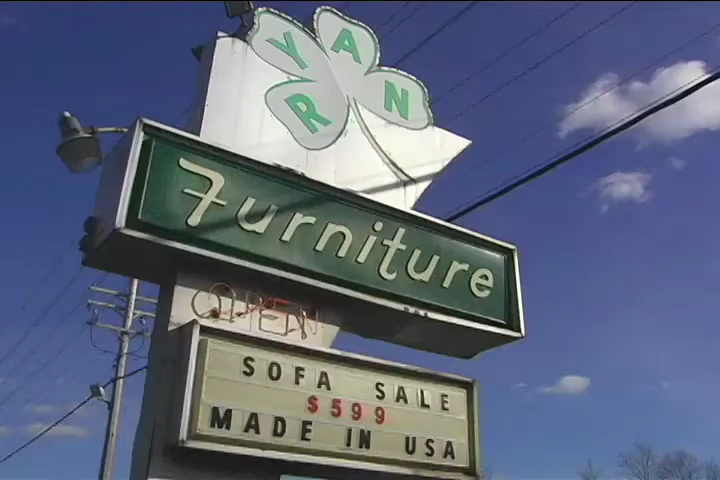 RYAN
Furniture
OPEN
SOFA SALE
$599
MADE IN USA